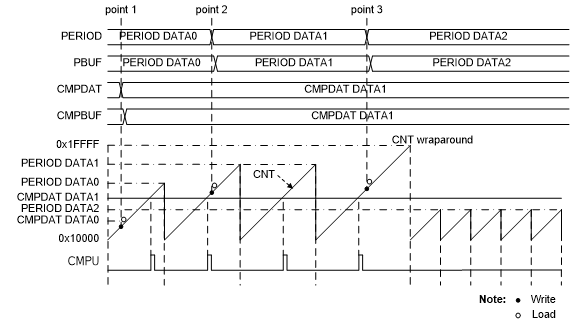 point 1 point 2 point 3
PERIOD PERIOD DATA0 PERIOD DATA1 PERIOD DATA2
PBUF PERIOD DATA0 PERIOD DATA1 PERIOD DATA2
CMPDAT CMPDAT DATA1
CMPBUF CMPDAT DATA1
0x1FFFF CNT wraparound
PERIOD DATA1 CNT
PERIOD DATA0
CMPDAT DATA1
PERIOD DATA2
CMPDAT DATA0
0x10000
CMPU
Note: Write
Load